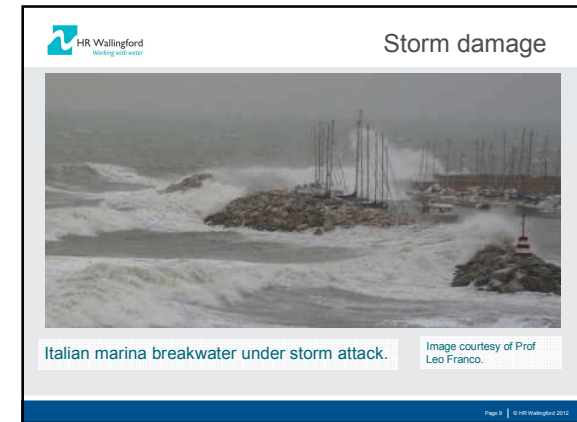 HR Wallingford
Working with water
Storm damage
Italian marina breakwater under storm attack.
Image courtesy of Prof
Leo Franco.
Page 9 | © HR Wallingford 2012